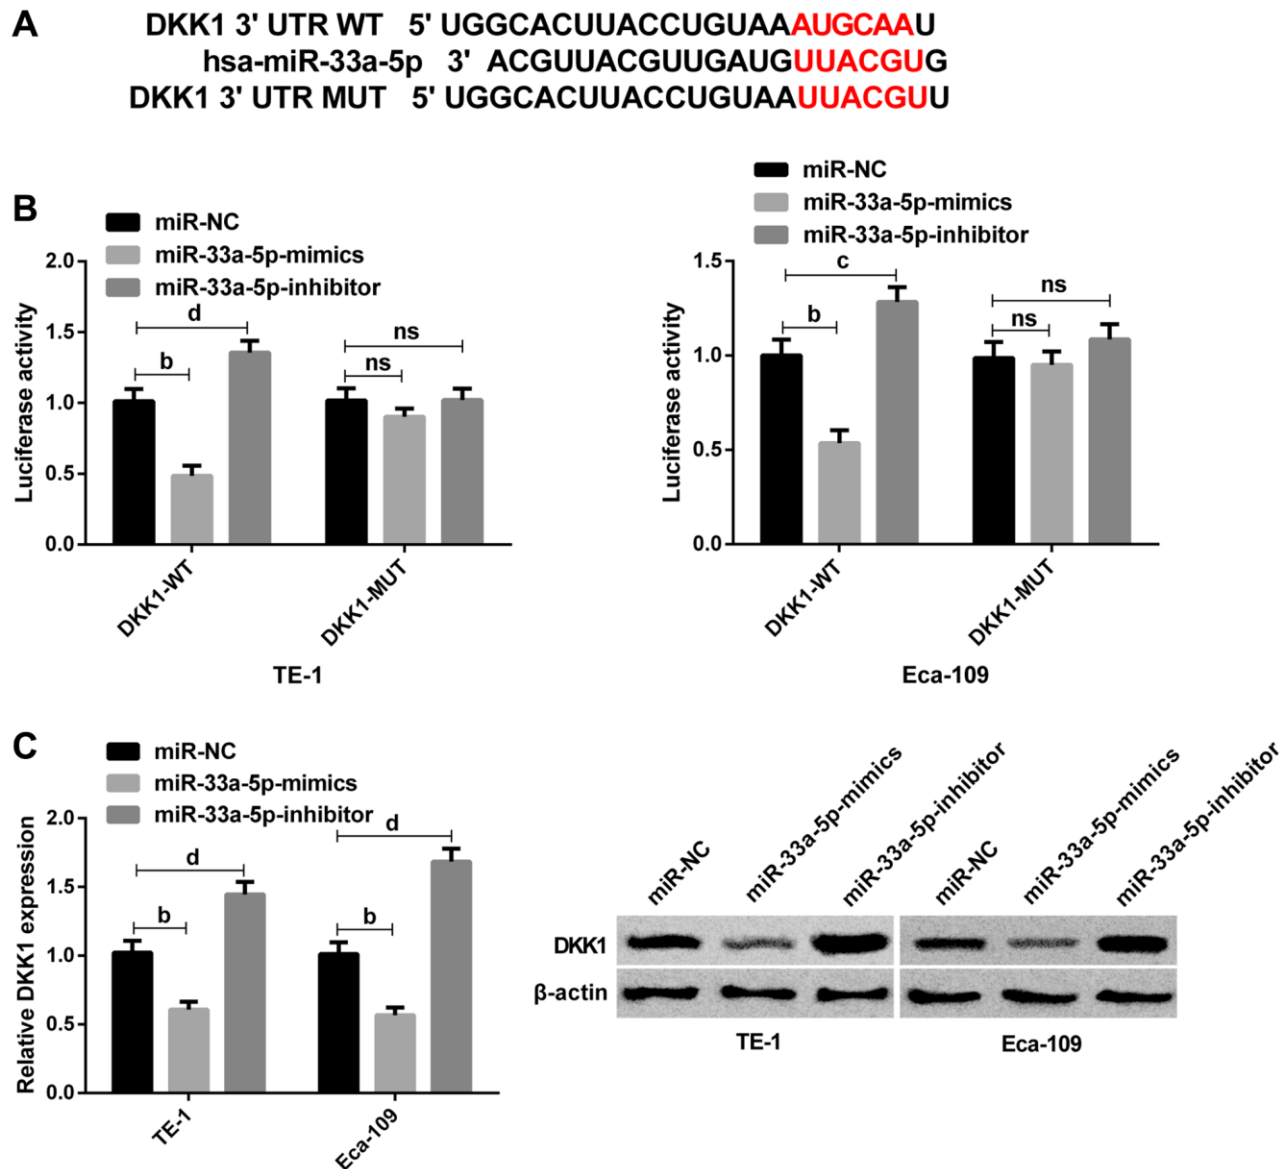 A
DKK1 3' UTR WT 5' UGGCACUUACCUGUAAAUGCAAU
hsa-miR-33a-5p 3' ACGUUACGUUGAUGUUACGUG
DKK1 3' UTR MUT 5' UGGCACUUACCUGUAAUUACGUU
B
miR-NC
miR-33a-5p-mimics
miR-33a-5p-inhibitor
Luciferase activity
2.0
1.5
1.0
0.5
0.0
d
b
ns
ns
DKK1-WT
DKK1-MUT
TE-1
miR-NC
miR-33a-5p-mimics
miR-33a-5p-inhibitor
Luciferase activity
1.5
1.0
0.5
0.0
c
b
ns
ns
DKK1-WT
DKK1-MUT
Eca-109
C
miR-NC
miR-33a-5p-mimics
miR-33a-5p-inhibitor
Relative DKK1 expression
2.0
1.5
1.0
0.5
0.0
d
b
d
b
TE-1
Eca-109
miR-NC
miR-33a-5p-mimics
miR-33a-5p-inhibitor
miR-NC
miR-33a-5p-mimics
miR-33a-5p-inhibitor
DKK1
β-actin
TE-1
Eca-109